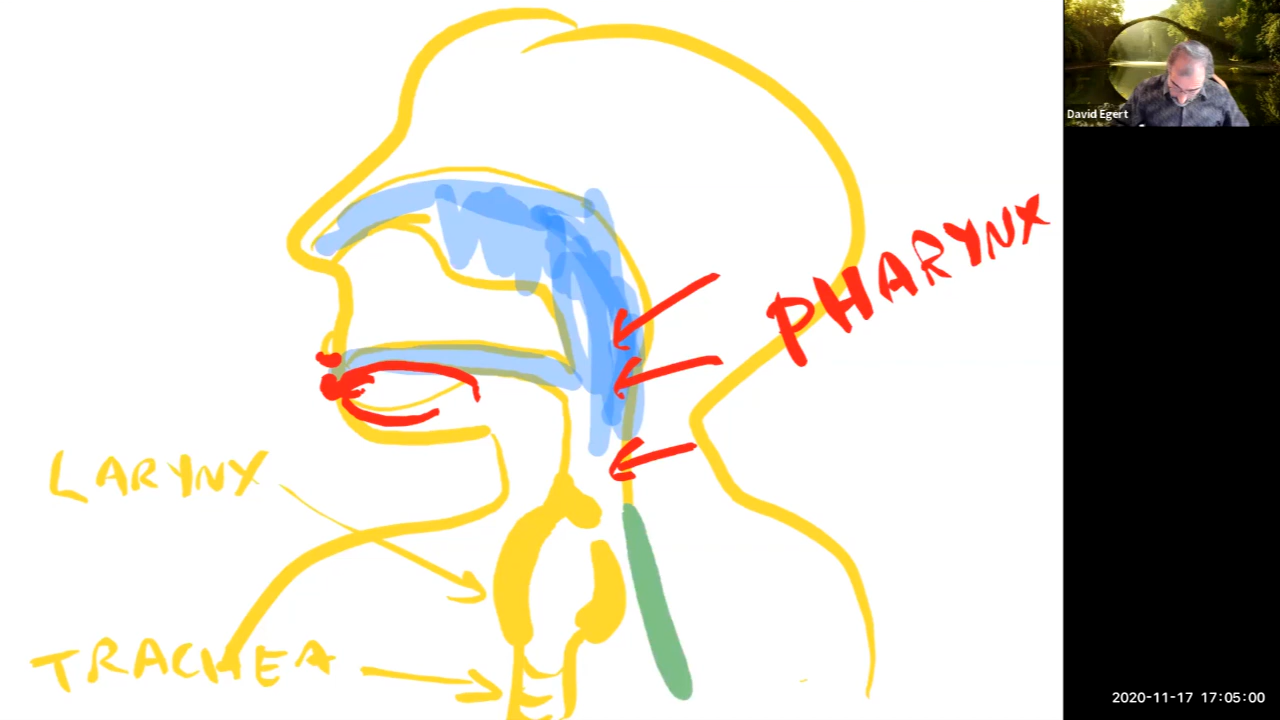 David Egert
PHARYNX
LARYNX
TRACHEA
2020-11-17 17:05:00